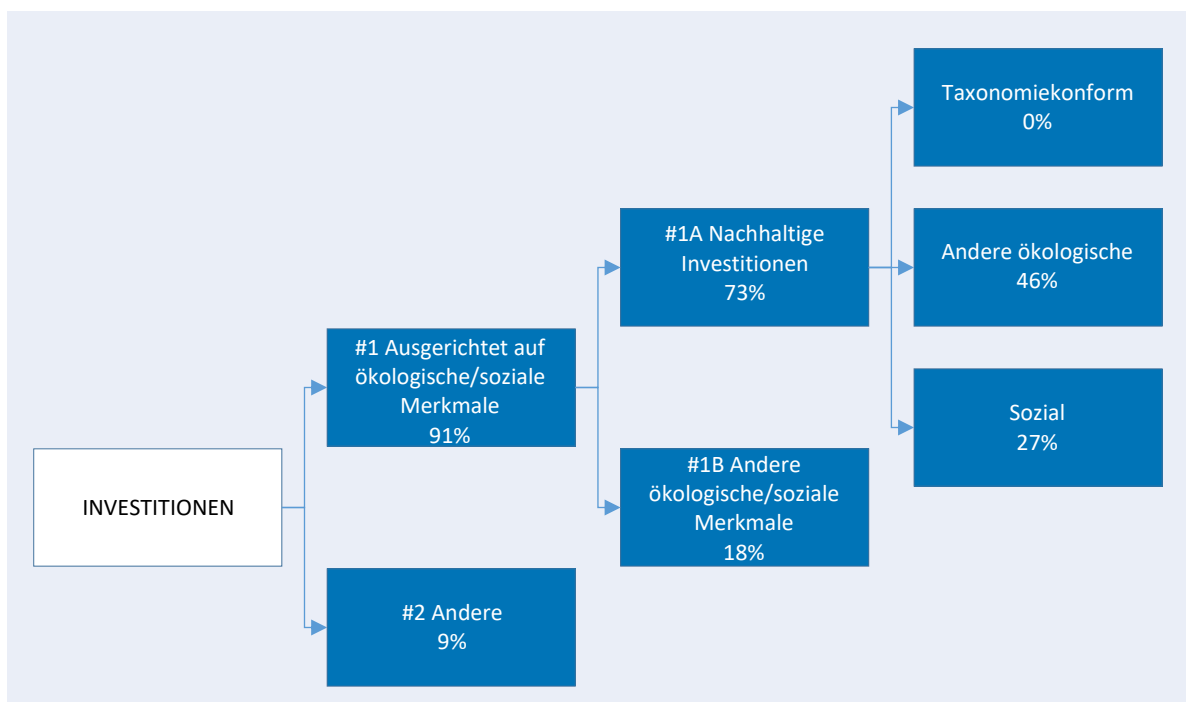 Taxonomiekonform
0%
#1A Nachhaltige
Investitionen
73%
Andere ökologische
46%
#1 Ausgerichtet auf
ökologische/soziale
Merkmale
91%
Sozial
27%
INVESTITIONEN
#1B Andere
ökologische/soziale
Merkmale
18%
#2 Andere
9%